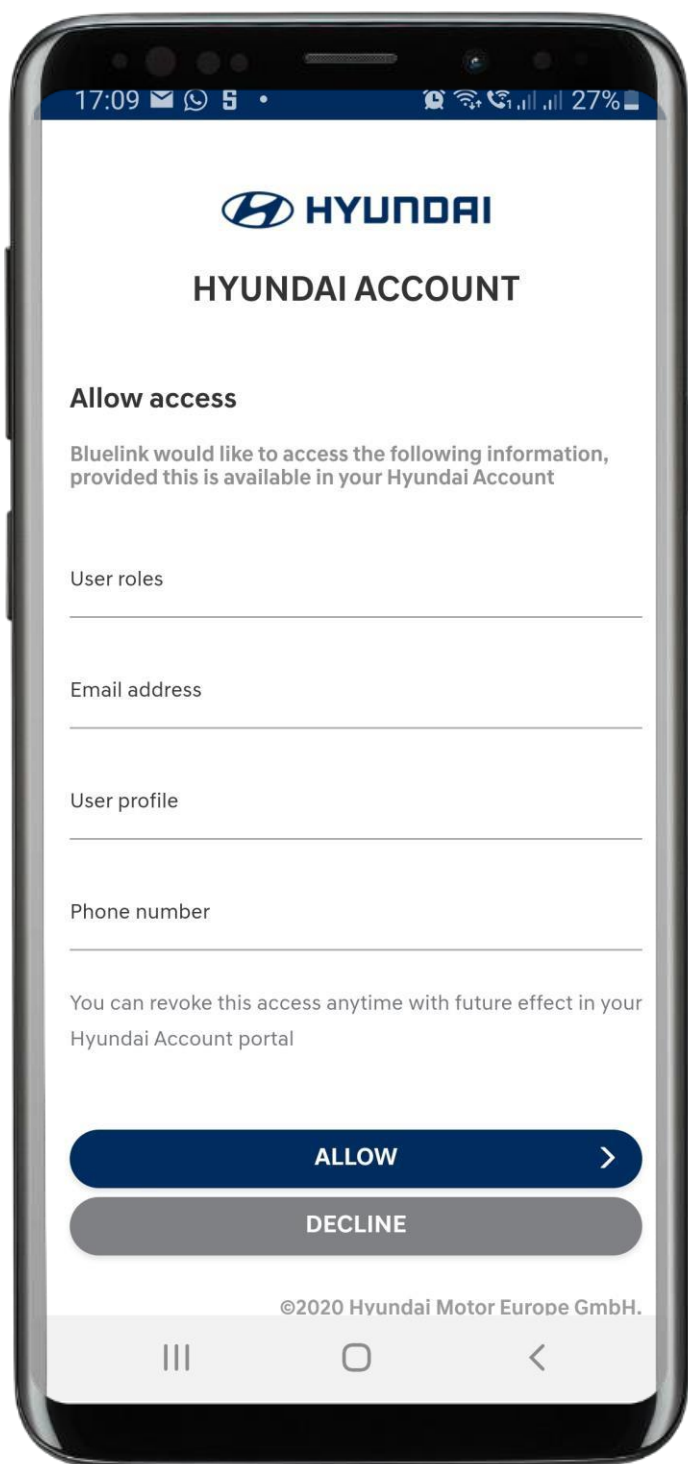 17:09 27%
HYUNDAI
HYUNDAI ACCOUNT
Allow access
Bluelink would like to access the following information,
provided this is available in your Hyundai Account
User roles
Email address
User profile
Phone number
You can revoke this access anytime with future effect in your
Hyundai Account portal
ALLOW
DECLINE
©2020 Hyundai Motor Europe GmbH.